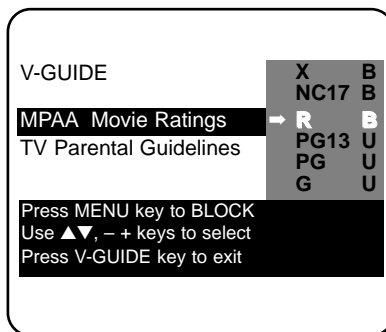 V-GUIDE
X B
NC17 B
MPAA Movie Ratings ➡ R B
TV Parental Guidelines
PG13 U
PG U
G U
Press MENU key to BLOCK
Use ▲▼, – + keys to select
Press V-GUIDE key to exit